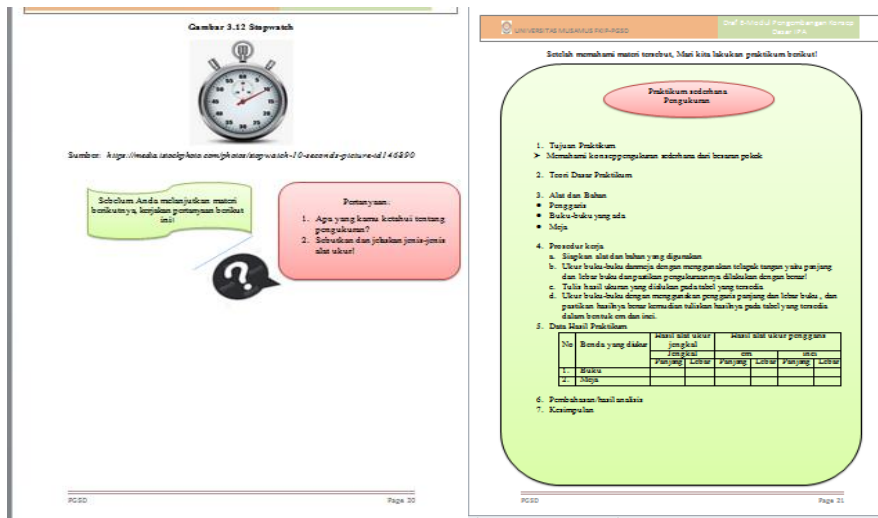 Gambar 3.12 Stopwatch
Sumber: https://media.istockphoto.com/photos/stopwatch-10-seconds-picture-id146890
Sebelum Anda melanjutkan materi
berikutnya, kerjakan pertanyaan berikut
ini!
Pertanyaan:
1. Apa yang kamu ketahui tentang
pengukuran?
2. Sebutkan dan jelaskan jenis-jenis
alat ukur!
PGSD Page 20
UNIVERSITAS MUSAMUS FKIP-PGSD
Draf E-Modul Pengembangan Konsep
Dasar IPA
Setelah memahami materi tersebut, Mari kita lakukan praktikum berikut!
Praktikum sederhana
Pengukuran
1. Tujuan Praktikum
➤ Memahami konsep pengukuran sederhana dari besaran pokok
2. Teori Dasar Praktikum
3. Alat dan Bahan
• Penggaris
• Buku-buku yang ada
• Meja
4. Prosedur kerja
a. Siapkan alat dan bahan yang digunakan
b. Ukur buku-buku dan meja dengan menggunakan telapak tangan yaitu panjang
dan lebar buku dan pastikan pengukurannya dilakukan dengan benar!
c. Tulis hasil ukuran yang dilakukan pada tabel yang tersedia
d. Ukur buku-buku dengan menggunakan penggaris panjang dan lebar buku , dan
pastikan hasilnya benar kemudian tuliskan hasilnya pada tabel yang tersedia
dalam bentuk cm dan inci.
5. Data Hasil Praktikum
No Benda yang diukur Hasil alat ukur jengkal Hasil alat ukur penggaris
Jengkal cm inci
Panjang Lebar Panjang Lebar Panjang Lebar
1. Buku
2. Meja
6. Pembahasan/hasil analisis
7. Kesimpulan
PGSD Page 21